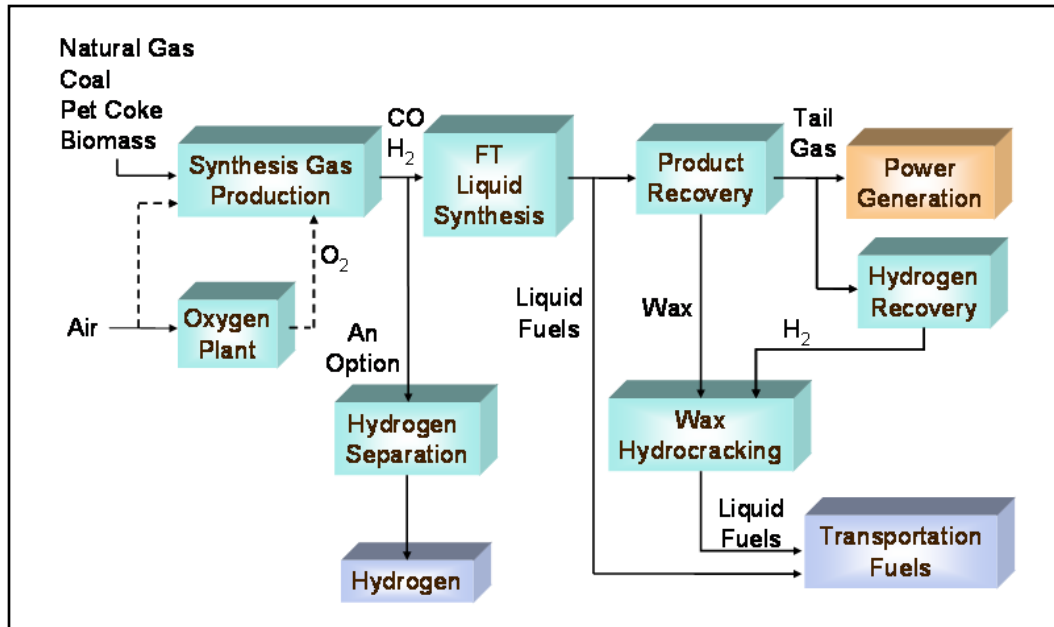 Natural Gas
Coal
Pet Coke
Biomass
Synthesis Gas
Production
CO
H₂
FT
Liquid
Synthesis
Product
Recovery
Tail
Gas
Power
Generation
O₂
Air
Oxygen
Plant
An
Option
Liquid
Fuels
Wax
Hydrogen
Recovery
H₂
Hydrogen
Separation
Wax
Hydrocracking
Liquid
Fuels
Hydrogen
Transportation
Fuels